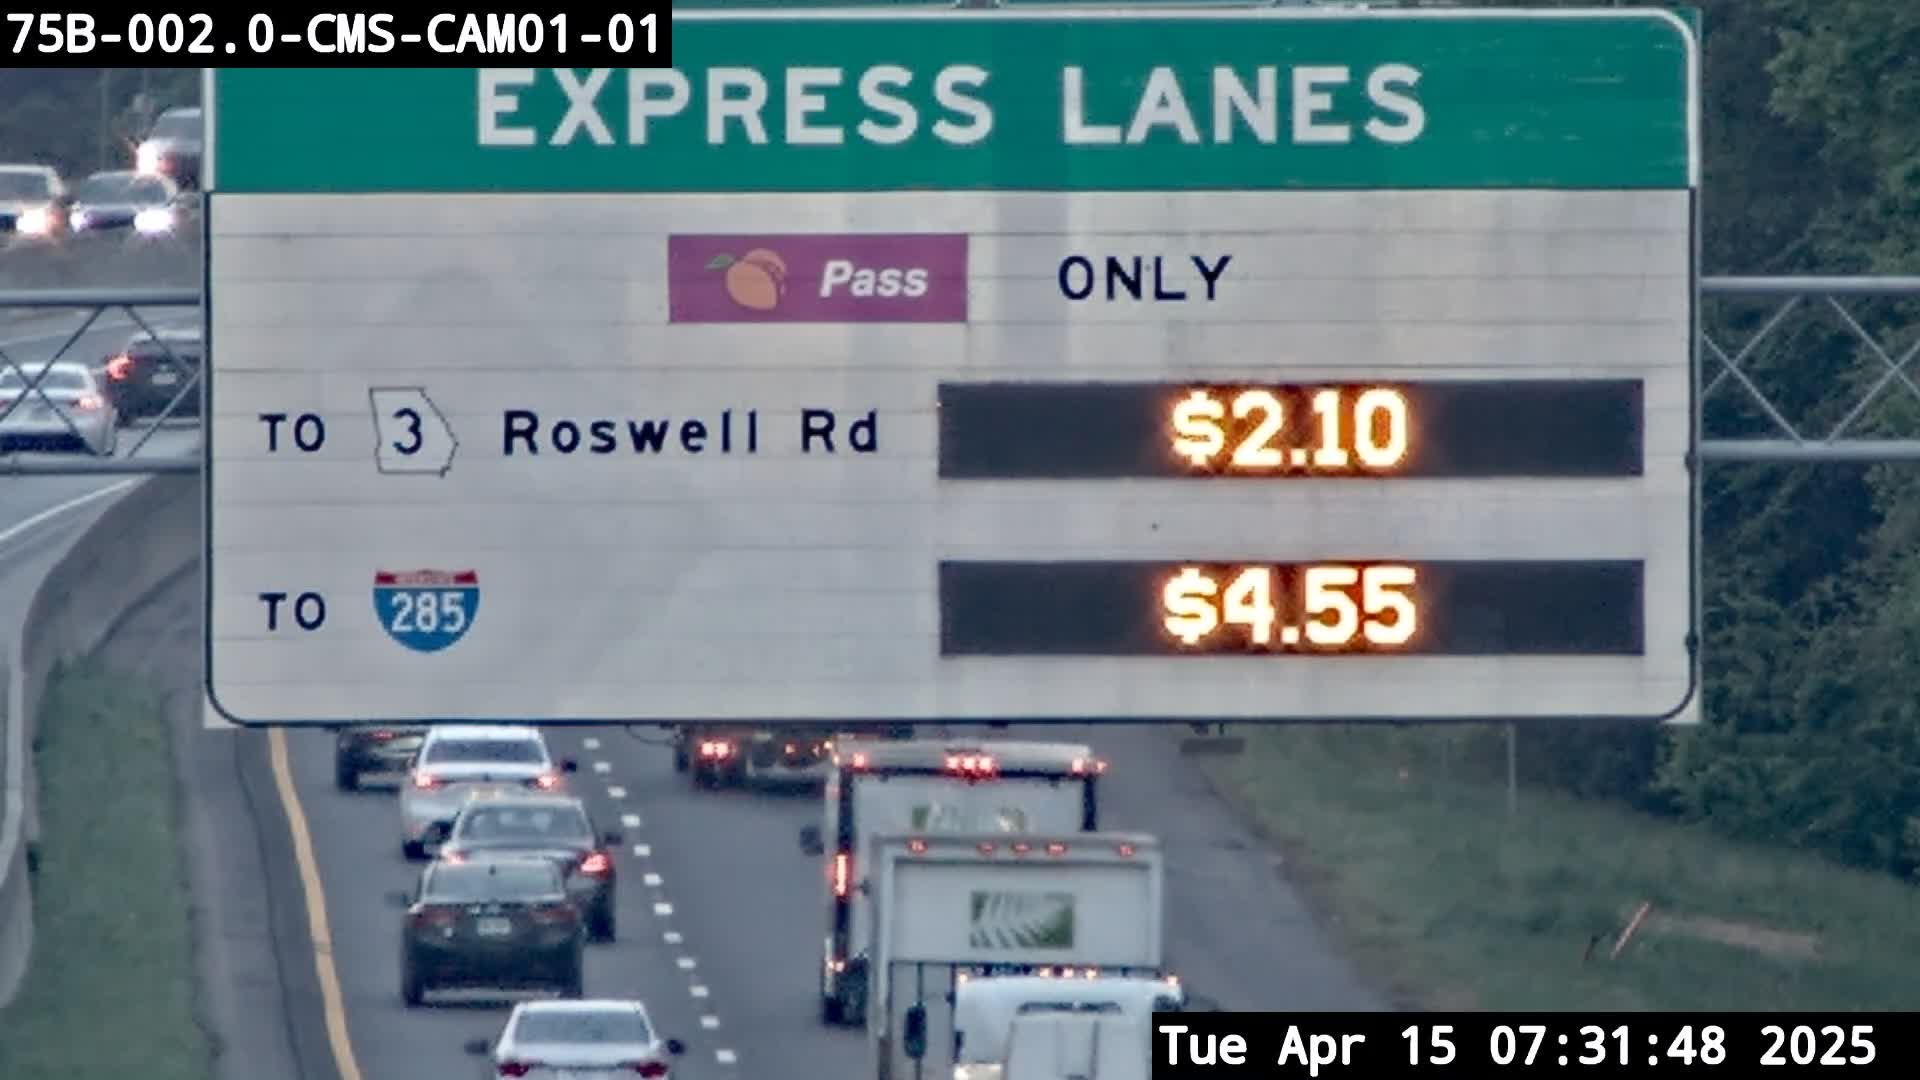 75B-002.0-CMS-CAM01-01
EXPRESS LANES
Pass ONLY
TO 3 Roswell Rd $2.10
TO 285 $4.55
Tue Apr 15 07:31:48 2025